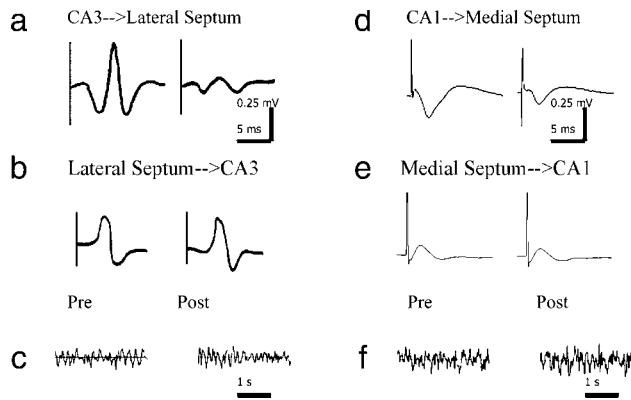 a
CA3-->Lateral Septum
0.25 mV
5 ms
b
Lateral Septum-->CA3
Pre
Post
c
1 s
d
CA1-->Medial Septum
0.25 mV
5 ms
e
Medial Septum-->CA1
Pre
Post
f
1 s